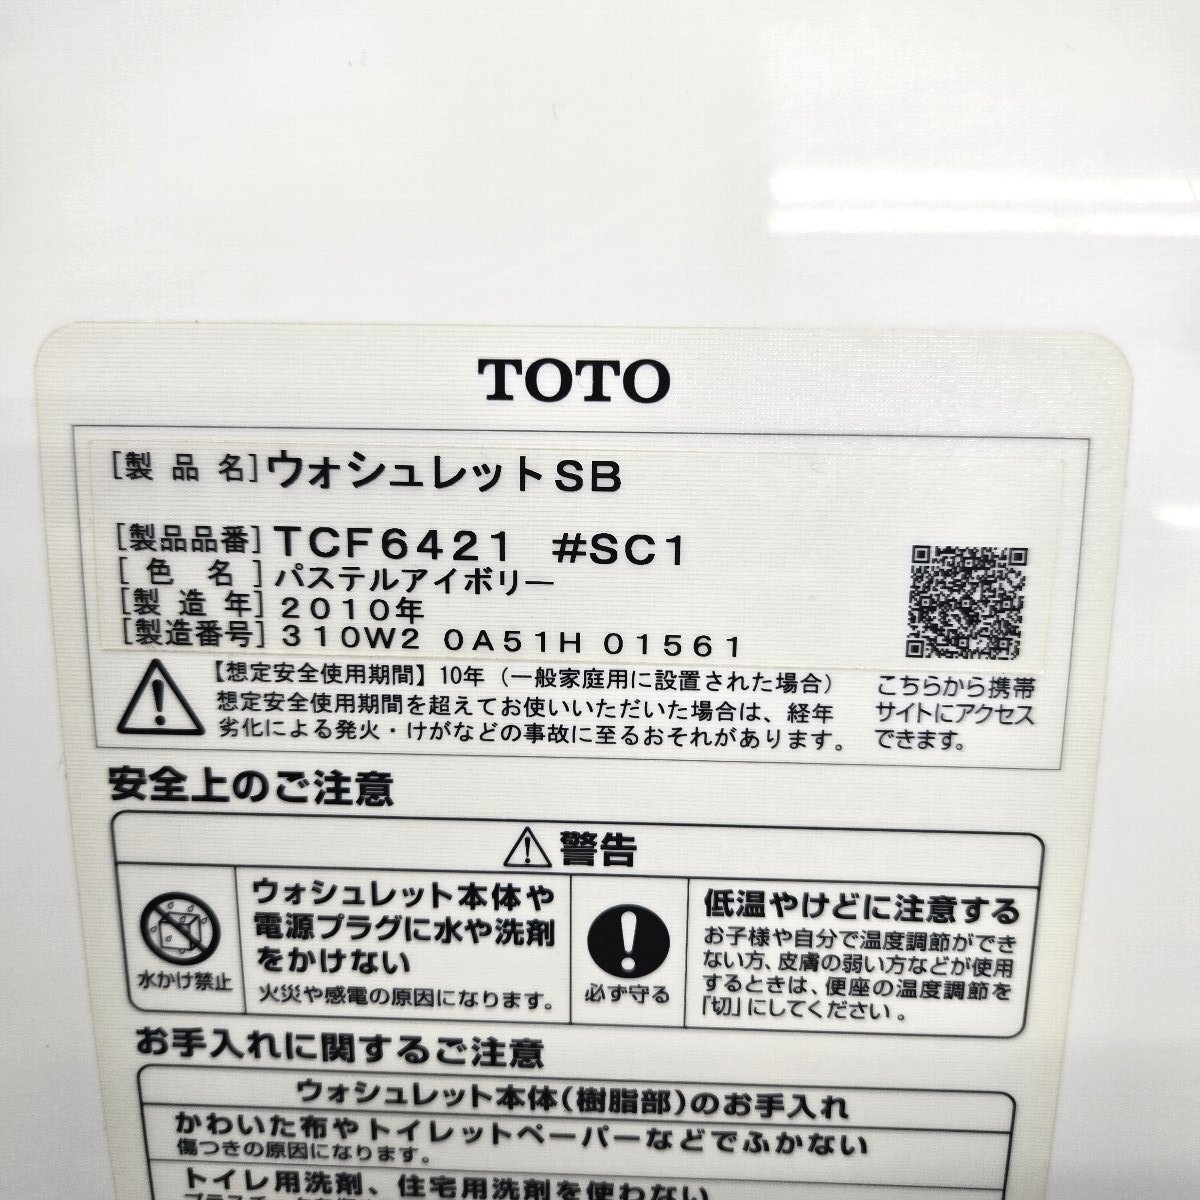 TOTO
[製品名]ウォシュレットSB
[製品品番]TCF6421 #SC1
[色名]パステルアイボリー
[製造年]2010年
[製造番号]310W2 0A51H 01561
【想定安全使用期間】10年(一般家庭用に設置された場合)
想定安全使用期間を超えてお使いいただいた場合は、経年
劣化による発火・けがなどの事故に至るおそれがあります。
こちらから携帯
サイトにアクセス
できます。
安全上のご注意
警告
水かけ禁止
ウォシュレット本体や
電源プラグに水や洗剤
をかけない
火災や感電の原因になります。
必ず守る
低温やけどに注意する
お子様や自分で温度調節ができ
ない方、皮膚の弱い方などが使用
するときは、便座の温度調節を
「切」にしてください。
お手入れに関するご注意
ウォシュレット本体(樹脂部)のお手入れ
かわいた布やトイレットペーパーなどでふかない
傷つきの原因になります。
トイレ用洗剤、住宅用洗剤を使わない